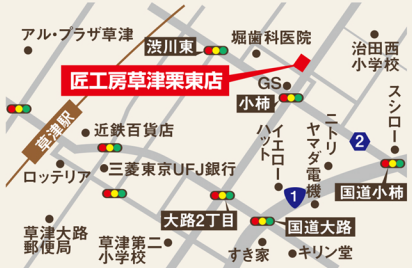 アル・プラザ草津
渋川東
堀歯科医院
治田西
小学校
匠工房草津栗東店
GS
小柿
スシロー
草津駅
近鉄百貨店
ニトリ
ヤマダ電機
イエロー
ハット
2
ロッテリア
三菱東京UFJ銀行
国道小柿
1
大路2丁目
国道大路
草津大路
郵便局
草津第二
小学校
すき家
キリン堂